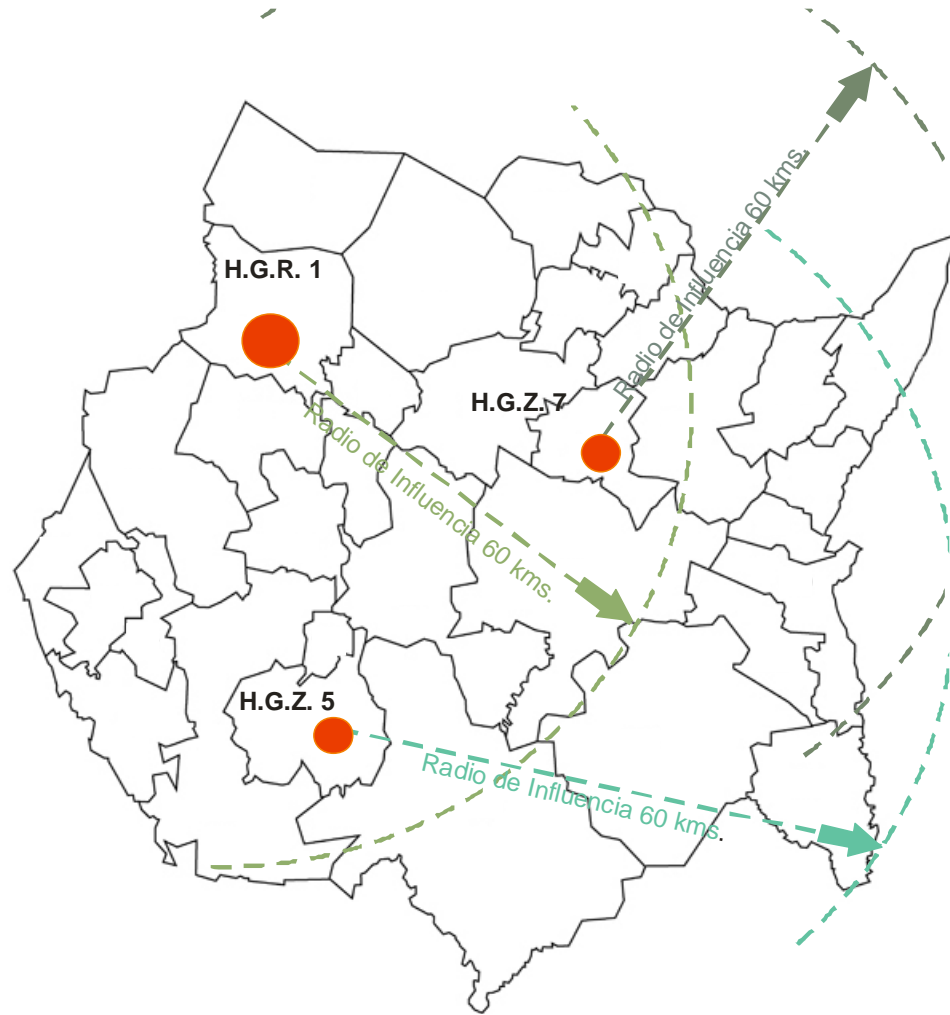 Radio de Influencia 60 kms.
H.G.R. 1
H.G.Z. 7
Radio de Influencia 60 kms.
H.G.Z. 5
Radio de Influencia 60 kms.